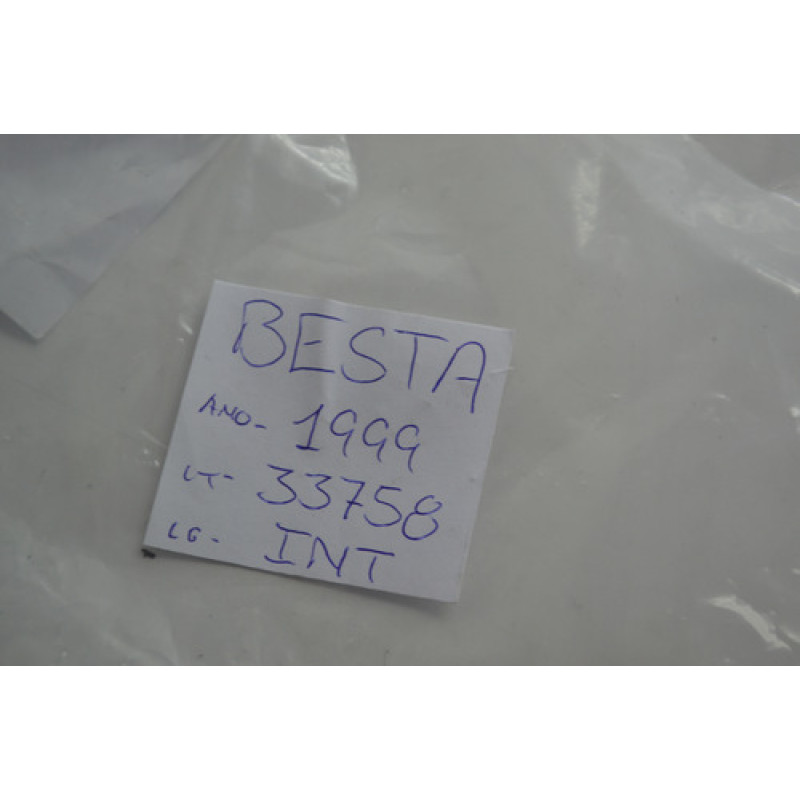 BESTA
ANO- 1999
LT- 33758
LG- INT